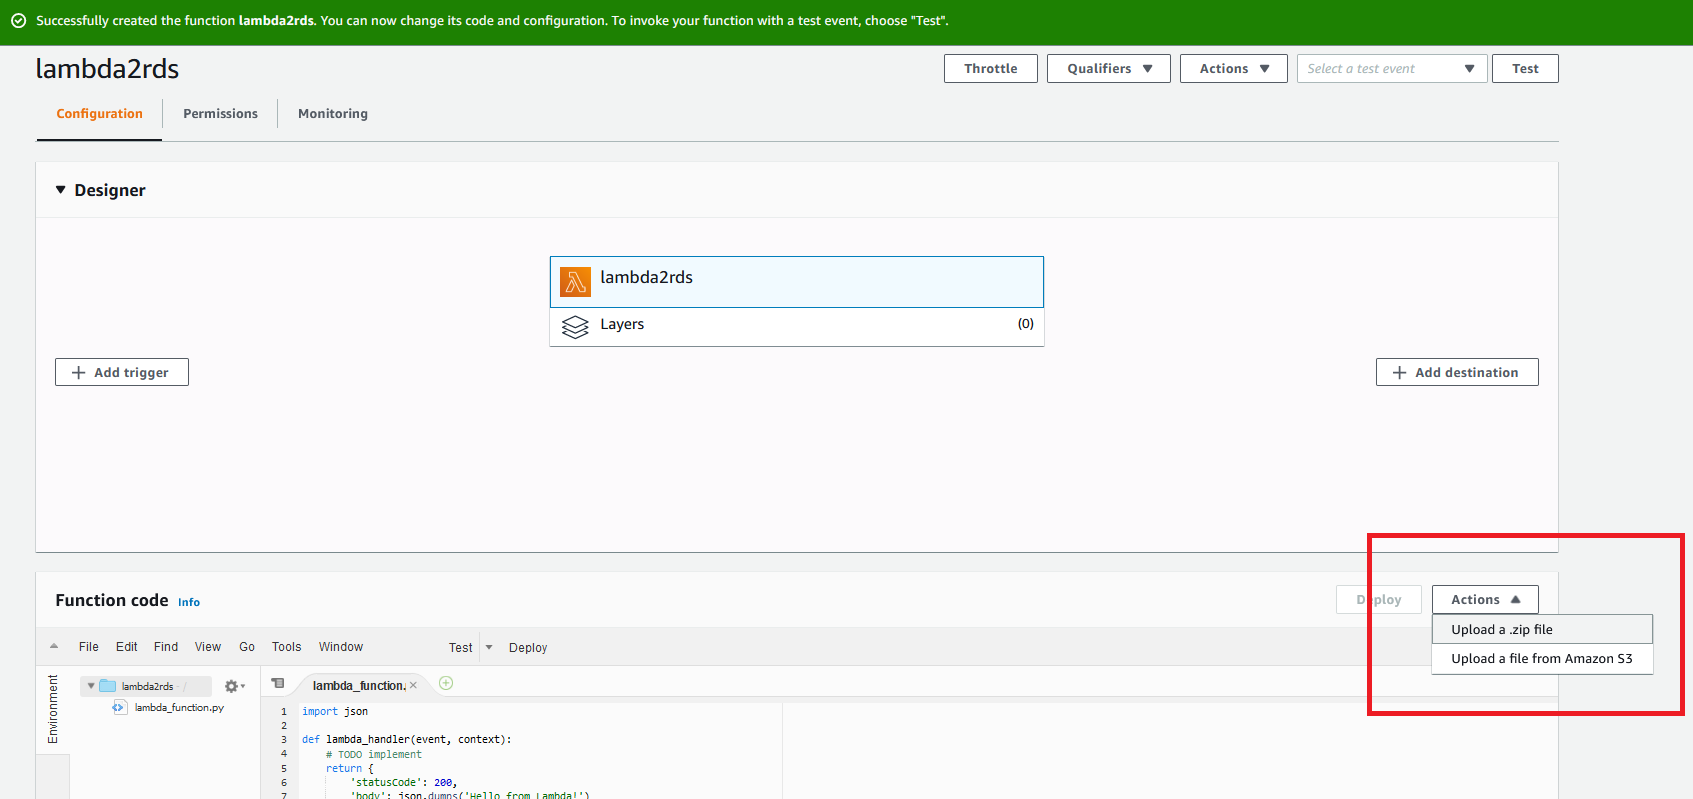 Successfully created the function lambda2rds. You can now change its code and configuration. To invoke your function with a test event, choose "Test".
lambda2rds
Throttle
Qualifiers
Actions
Select a test event
Test
Configuration
Permissions
Monitoring
Designer
lambda2rds
Layers
(0)
Add trigger
Add destination
Function code Info
Deploy
Actions
Upload a .zip file
Upload a file from Amazon S3
File Edit Find View Go Tools Window Test Deploy
Environment
lambda2rds - /
lambda_function.py
lambda_function.
1 import json
2
3 def lambda_handler(event, context):
4 # TODO implement
5 return {
6 'statusCode': 200,
7 'body': json.dumps('Hello from Lambda!')